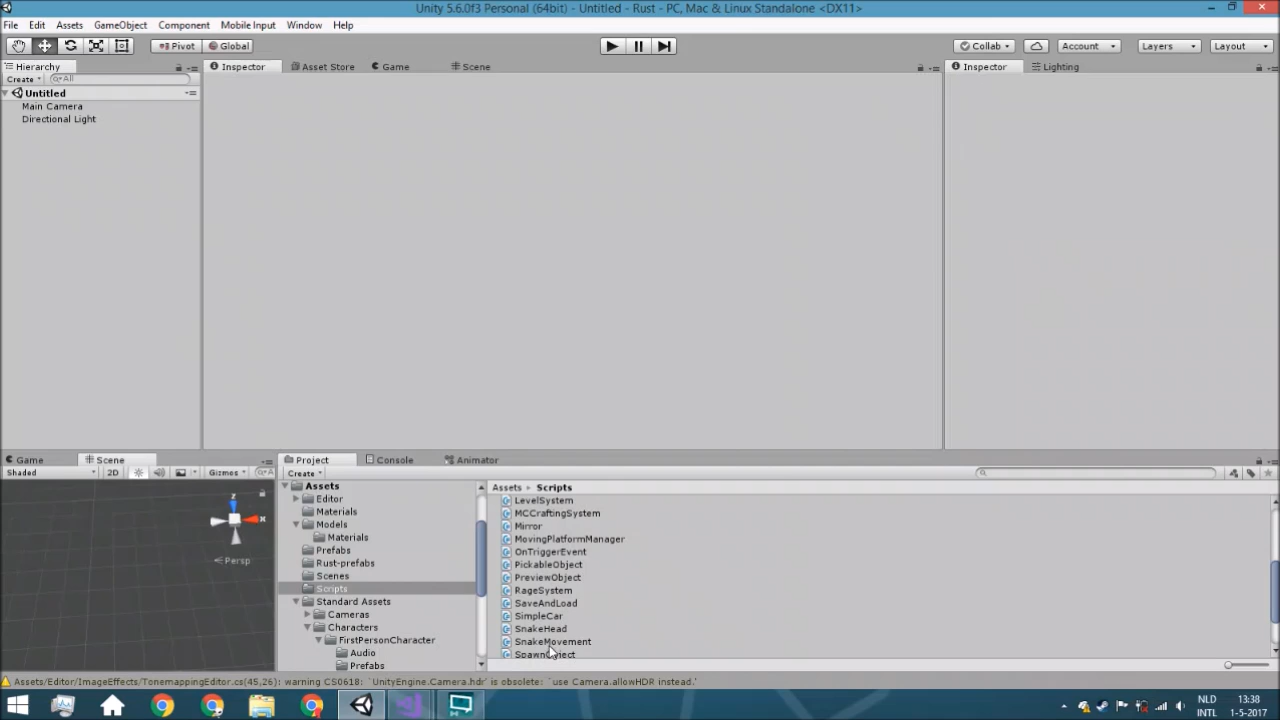 Unity 5.6.0f3 Personal (64bit) - Untitled - Rust - PC, Mac & Linux Standalone <DX11>
File Edit Assets GameObject Component Mobile Input Window Help
Pivot Global Collab Account Layers Layout
Hierarchy Inspector Asset Store Game Scene Inspector Lighting
Create All
Untitled
Main Camera
Directional Light
Game Scene Project Console Animator
Shaded 2D Gizmos Create
Assets Scripts
z
x
Persp
Assets
Editor
Materials
Models
Materials
Prefabs
Rust-prefabs
Scenes
Scripts
Standard Assets
Cameras
Characters
FirstPersonCharacter
Audio
Prefabs
LevelSystem
MCCraftingSystem
Mirror
MovingPlatformManager
OnTriggerEvent
PickableObject
PreviewObject
RageSystem
SaveAndLoad
SimpleCar
SnakeHead
SnakeMovement
SpawnObject
Assets/Editor/ImageEffects/TonemappingEditor.cs(45,26): warning CS0618: `UnityEngine.Camera.hdr' is obsolete: `use Camera.allowHDR instead.'
NLD 13:38
INTL 1-5-2017